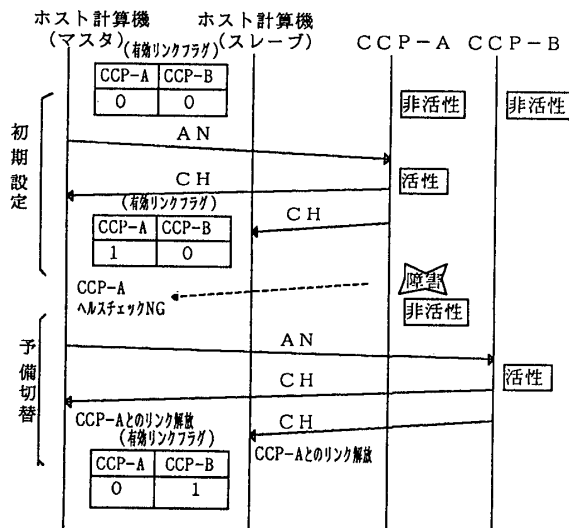 ホスト計算機
(マスタ)
ホスト計算機
(スレーブ)
CCP-A CCP-B
(有効リンクフラグ)
CCP-A CCP-B
0 0
非活性 非活性
初期設定
AN
CH
活性
CH
(有効リンクフラグ)
CCP-A CCP-B
1 0
CCP-A
ヘルスチェックNG
障害
非活性
予備切替
AN
CH
活性
CH
CCP-Aとのリンク解放
(有効リンクフラグ)
CCP-Aとのリンク解放
CCP-A CCP-B
0 1